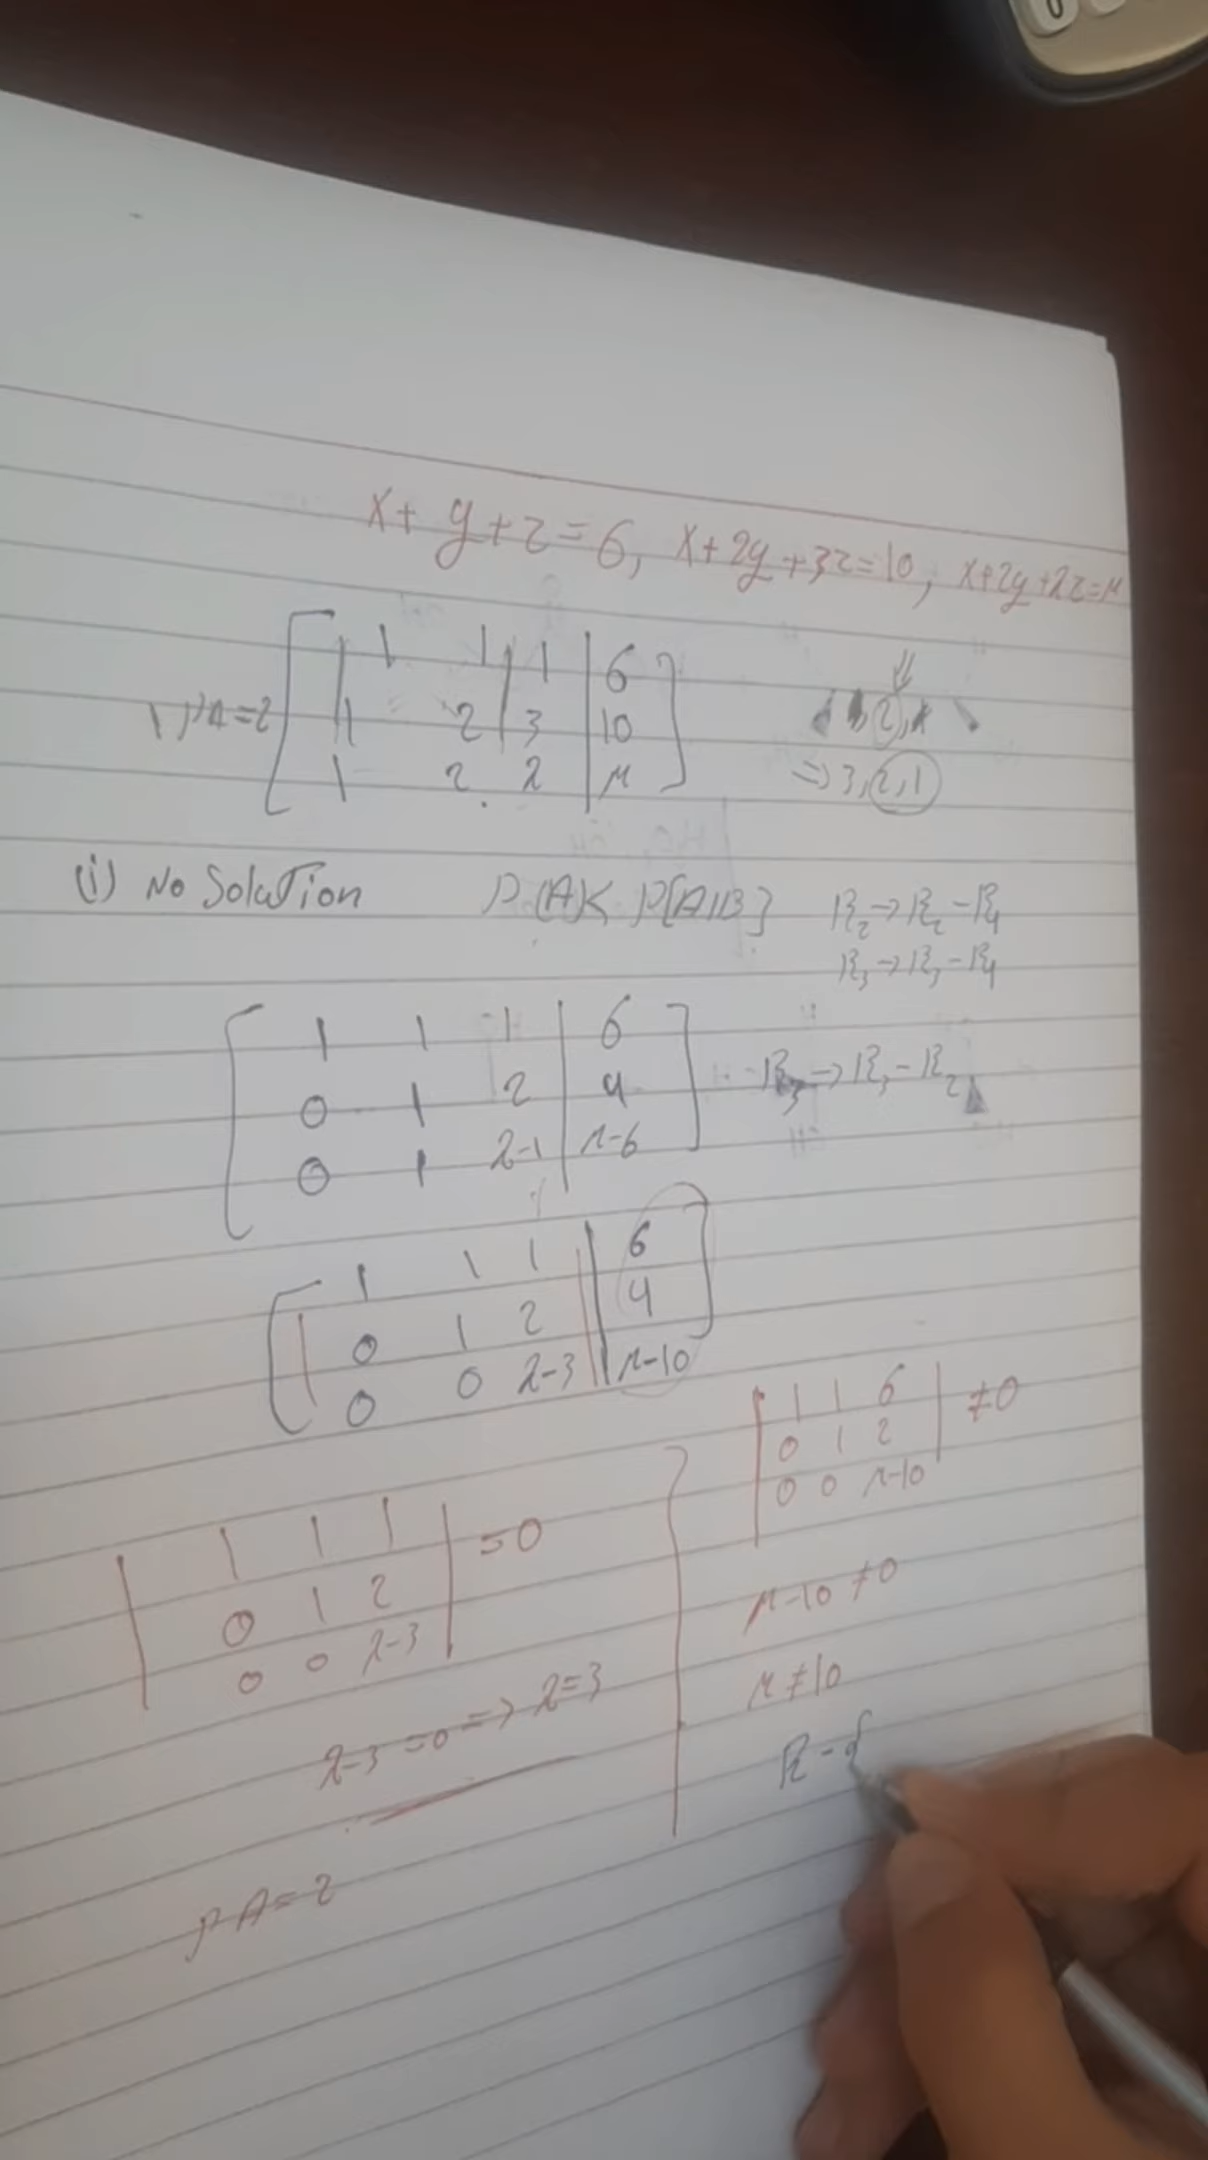 0
x + y + z = 6, x + 2y + 3z = 10, x + 2y + λz = μ
ρA = 2 [ 1 1 1 | 6
1 2 3 | 10
1 2 λ | μ ]
2,
=> 3, 2, 1
(i) No Solution ρ(A) < ρ[A|B] R₂ → R₂ - R₁
R₃ → R₃ - R₁
[ 1 1 1 | 6
0 1 2 | 4
0 1 λ-1 | μ-6 ] R₃ → R₃ - R₂
[ 1 1 1 | 6
0 1 2 | 4
0 0 λ-3 | μ-10 ]
| 1 1 1
0 1 2
0 0 λ-3 | = 0
λ-3 = 0 => λ = 3
ρA = 2
| 1 1 6
0 1 2
0 0 μ-10 | ≠ 0
μ-10 ≠ 0
μ ≠ 10
R - {